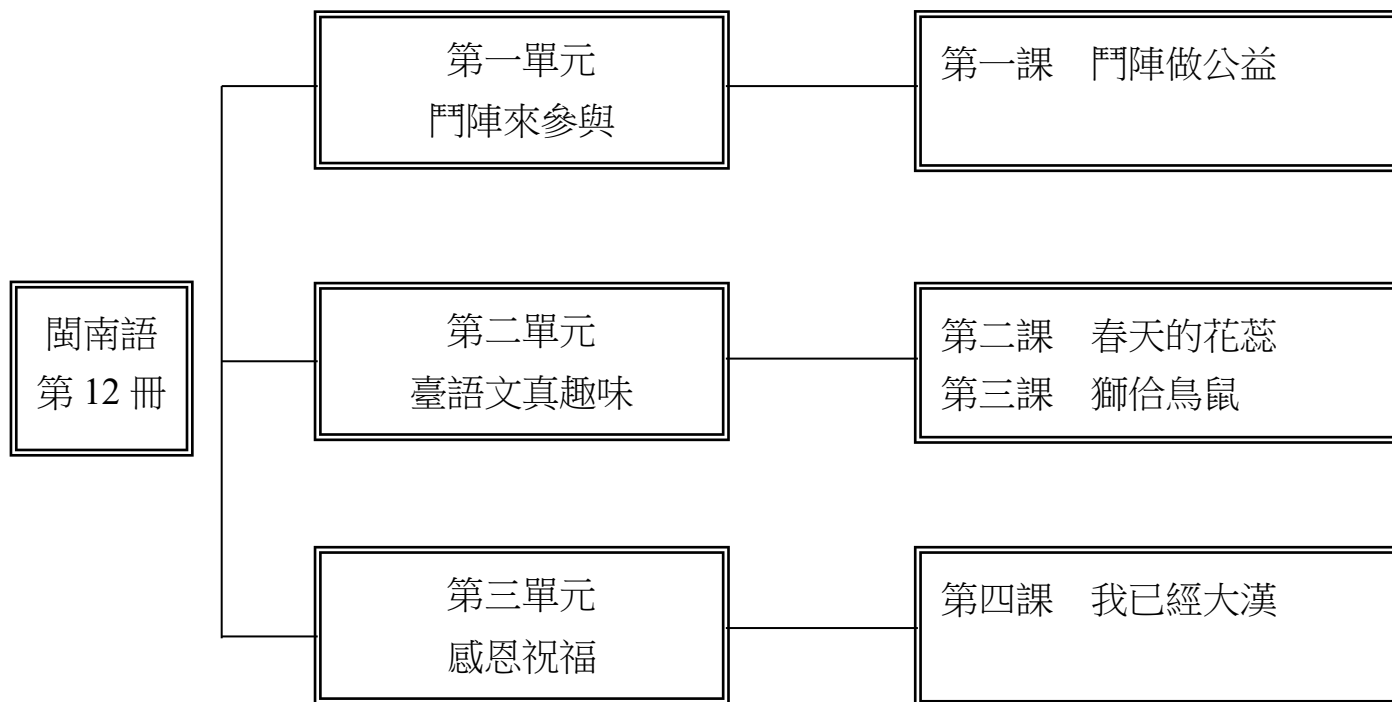 閩南語
第 12 冊
第一單元
鬥陣來參與
第一課　鬥陣做公益
第二單元
臺語文真趣味
第二課　春天的花蕊
第三課　獅佮鳥鼠
第三單元
感恩祝福
第四課　我已經大漢